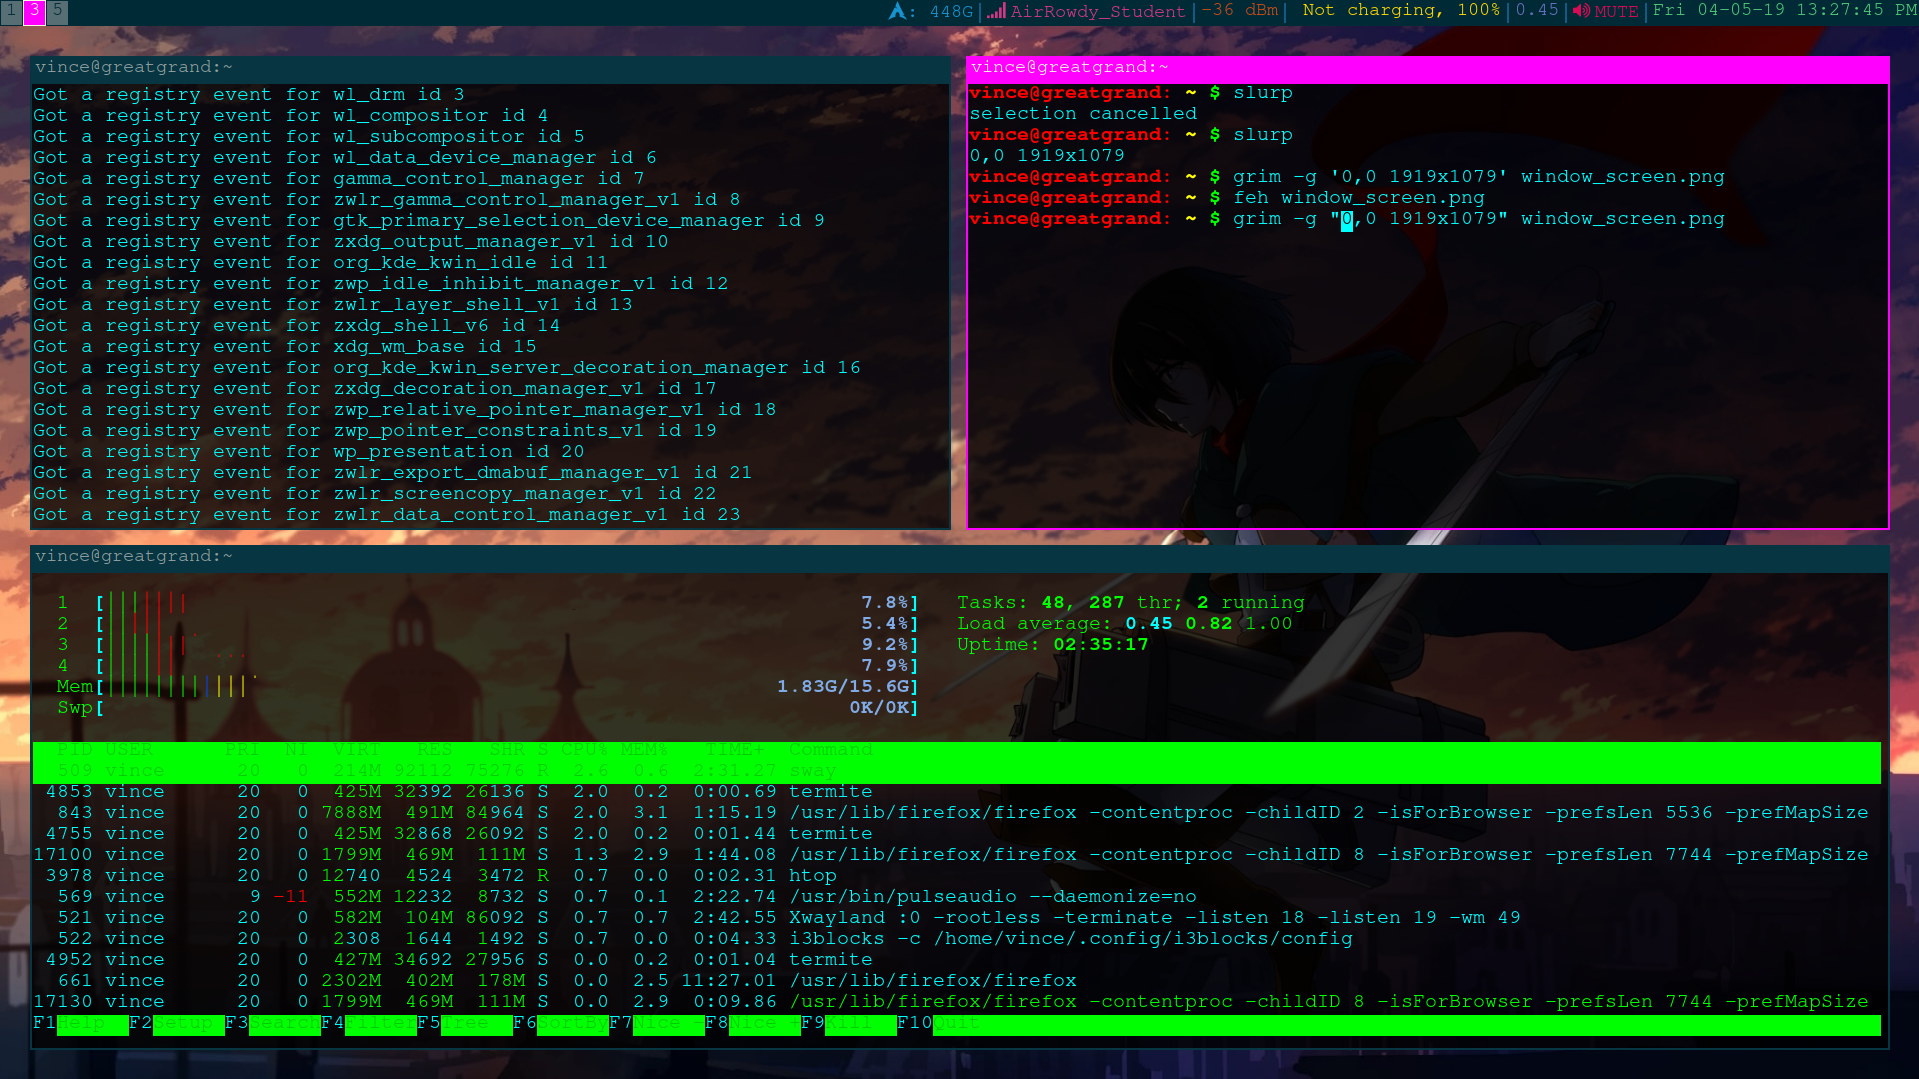 1 3 5 : 448G| AirRowdy_Student|-36 dBm| Not charging, 100%|0.45| MUTE|Fri 04-05-19 13:27:45 PM
vince@greatgrand:~
Got a registry event for wl_drm id 3
Got a registry event for wl_compositor id 4
Got a registry event for wl_subcompositor id 5
Got a registry event for wl_data_device_manager id 6
Got a registry event for gamma_control_manager id 7
Got a registry event for zwlr_gamma_control_manager_v1 id 8
Got a registry event for gtk_primary_selection_device_manager id 9
Got a registry event for zxdg_output_manager_v1 id 10
Got a registry event for org_kde_kwin_idle id 11
Got a registry event for zwp_idle_inhibit_manager_v1 id 12
Got a registry event for zwlr_layer_shell_v1 id 13
Got a registry event for zxdg_shell_v6 id 14
Got a registry event for xdg_wm_base id 15
Got a registry event for org_kde_kwin_server_decoration_manager id 16
Got a registry event for zxdg_decoration_manager_v1 id 17
Got a registry event for zwp_relative_pointer_manager_v1 id 18
Got a registry event for zwp_pointer_constraints_v1 id 19
Got a registry event for wp_presentation id 20
Got a registry event for zwlr_export_dmabuf_manager_v1 id 21
Got a registry event for zwlr_screencopy_manager_v1 id 22
Got a registry event for zwlr_data_control_manager_v1 id 23
vince@greatgrand:~
vince@greatgrand: ~ $ slurp
selection cancelled
vince@greatgrand: ~ $ slurp
0,0 1919x1079
vince@greatgrand: ~ $ grim -g '0,0 1919x1079' window_screen.png
vince@greatgrand: ~ $ feh window_screen.png
vince@greatgrand: ~ $ grim -g "0,0 1919x1079" window_screen.png
vince@greatgrand:~
1 [||||||| 7.8%] Tasks: 48, 287 thr; 2 running
2 [||||| 5.4%] Load average: 0.45 0.82 1.00
3 [||||||| 9.2%] Uptime: 02:35:17
4 [|||||| 7.9%]
Mem[|||||||||||| 1.83G/15.6G]
Swp[ 0K/0K]
PID USER PRI NI VIRT RES SHR S CPU% MEM% TIME+ Command
509 vince 20 0 214M 92112 75276 R 2.6 0.6 2:31.27 sway
4853 vince 20 0 425M 32392 26136 S 2.0 0.2 0:00.69 termite
843 vince 20 0 7888M 491M 84964 S 2.0 3.1 1:15.19 /usr/lib/firefox/firefox -contentproc -childID 2 -isForBrowser -prefsLen 5536 -prefMapSize
4755 vince 20 0 425M 32868 26092 S 2.0 0.2 0:01.44 termite
17100 vince 20 0 1799M 469M 111M S 1.3 2.9 1:44.08 /usr/lib/firefox/firefox -contentproc -childID 8 -isForBrowser -prefsLen 7744 -prefMapSize
3978 vince 20 0 12740 4524 3472 R 0.7 0.0 0:02.31 htop
569 vince 9 -11 552M 12232 8732 S 0.7 0.1 2:22.74 /usr/bin/pulseaudio --daemonize=no
521 vince 20 0 582M 104M 86092 S 0.7 0.7 2:42.55 Xwayland :0 -rootless -terminate -listen 18 -listen 19 -wm 49
522 vince 20 0 2308 1644 1492 S 0.7 0.0 0:04.33 i3blocks -c /home/vince/.config/i3blocks/config
4952 vince 20 0 427M 34692 27956 S 0.0 0.2 0:01.04 termite
661 vince 20 0 2302M 402M 178M S 0.0 2.5 11:27.01 /usr/lib/firefox/firefox
17130 vince 20 0 1799M 469M 111M S 0.0 2.9 0:09.86 /usr/lib/firefox/firefox -contentproc -childID 8 -isForBrowser -prefsLen 7744 -prefMapSize
F1Help F2Setup F3SearchF4FilterF5Tree F6SortByF7Nice -F8Nice +F9Kill F10Quit